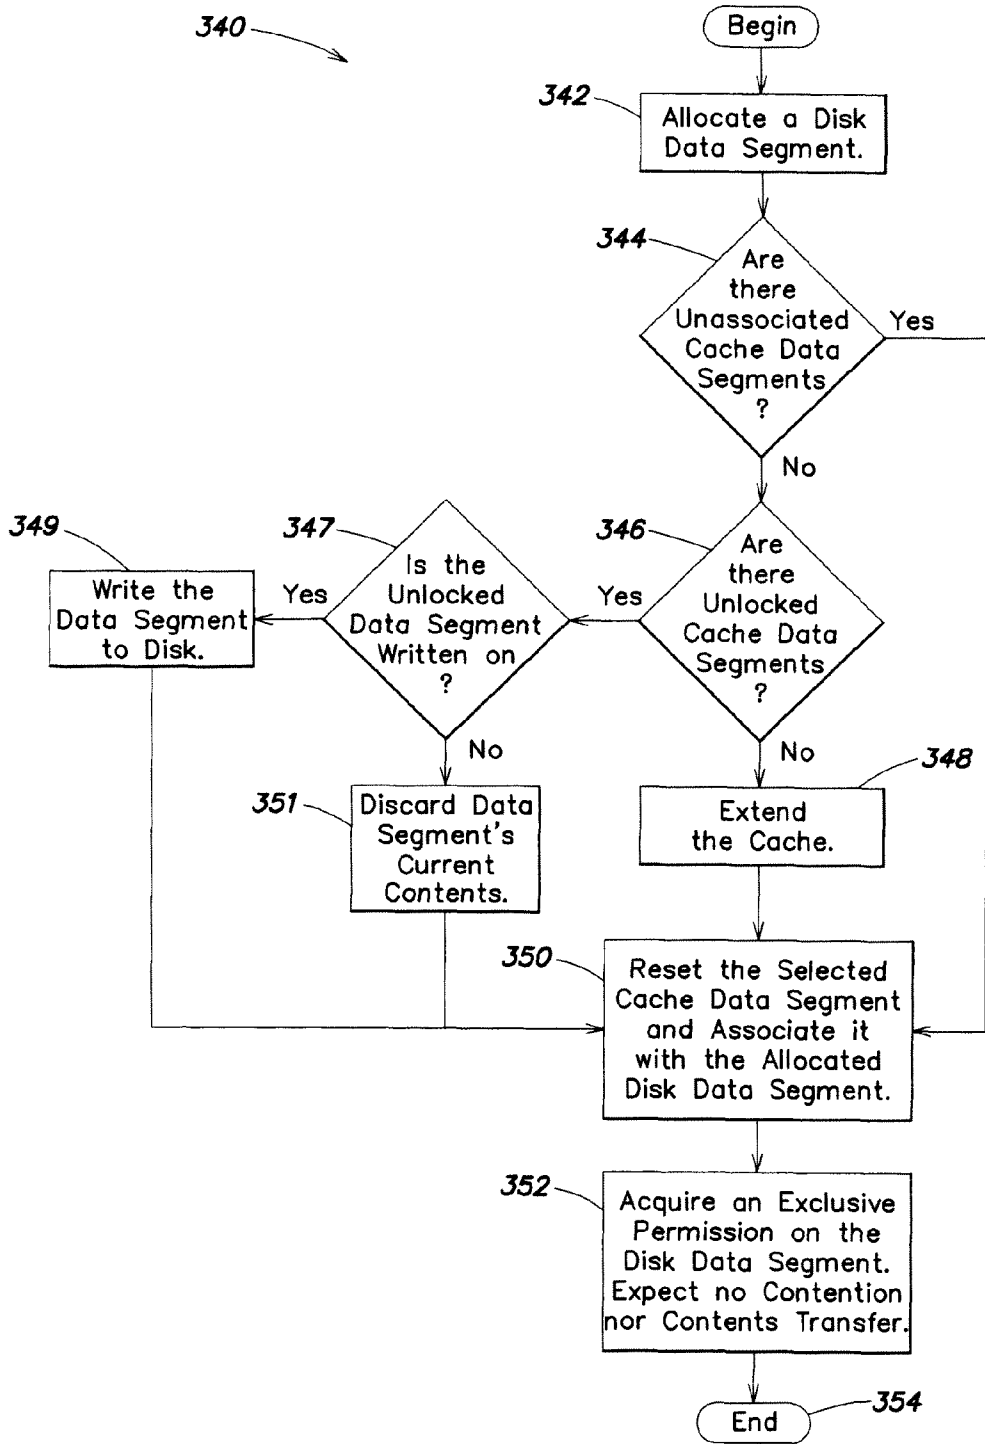 340
Begin
342
Allocate a Disk
Data Segment.
344
Are
there
Unassociated
Cache Data
Segments
?
Yes
No
349
Write the
Data Segment
to Disk.
Yes
347
Is the
Unlocked
Data Segment
Written on
?
Yes
346
Are
there
Unlocked
Cache Data
Segments
?
No
No
351
Discard Data
Segment's
Current
Contents.
348
Extend
the Cache.
350
Reset the Selected
Cache Data Segment
and Associate it
with the Allocated
Disk Data Segment.
352
Acquire an Exclusive
Permission on the
Disk Data Segment.
Expect no Contention
nor Contents Transfer.
End
354